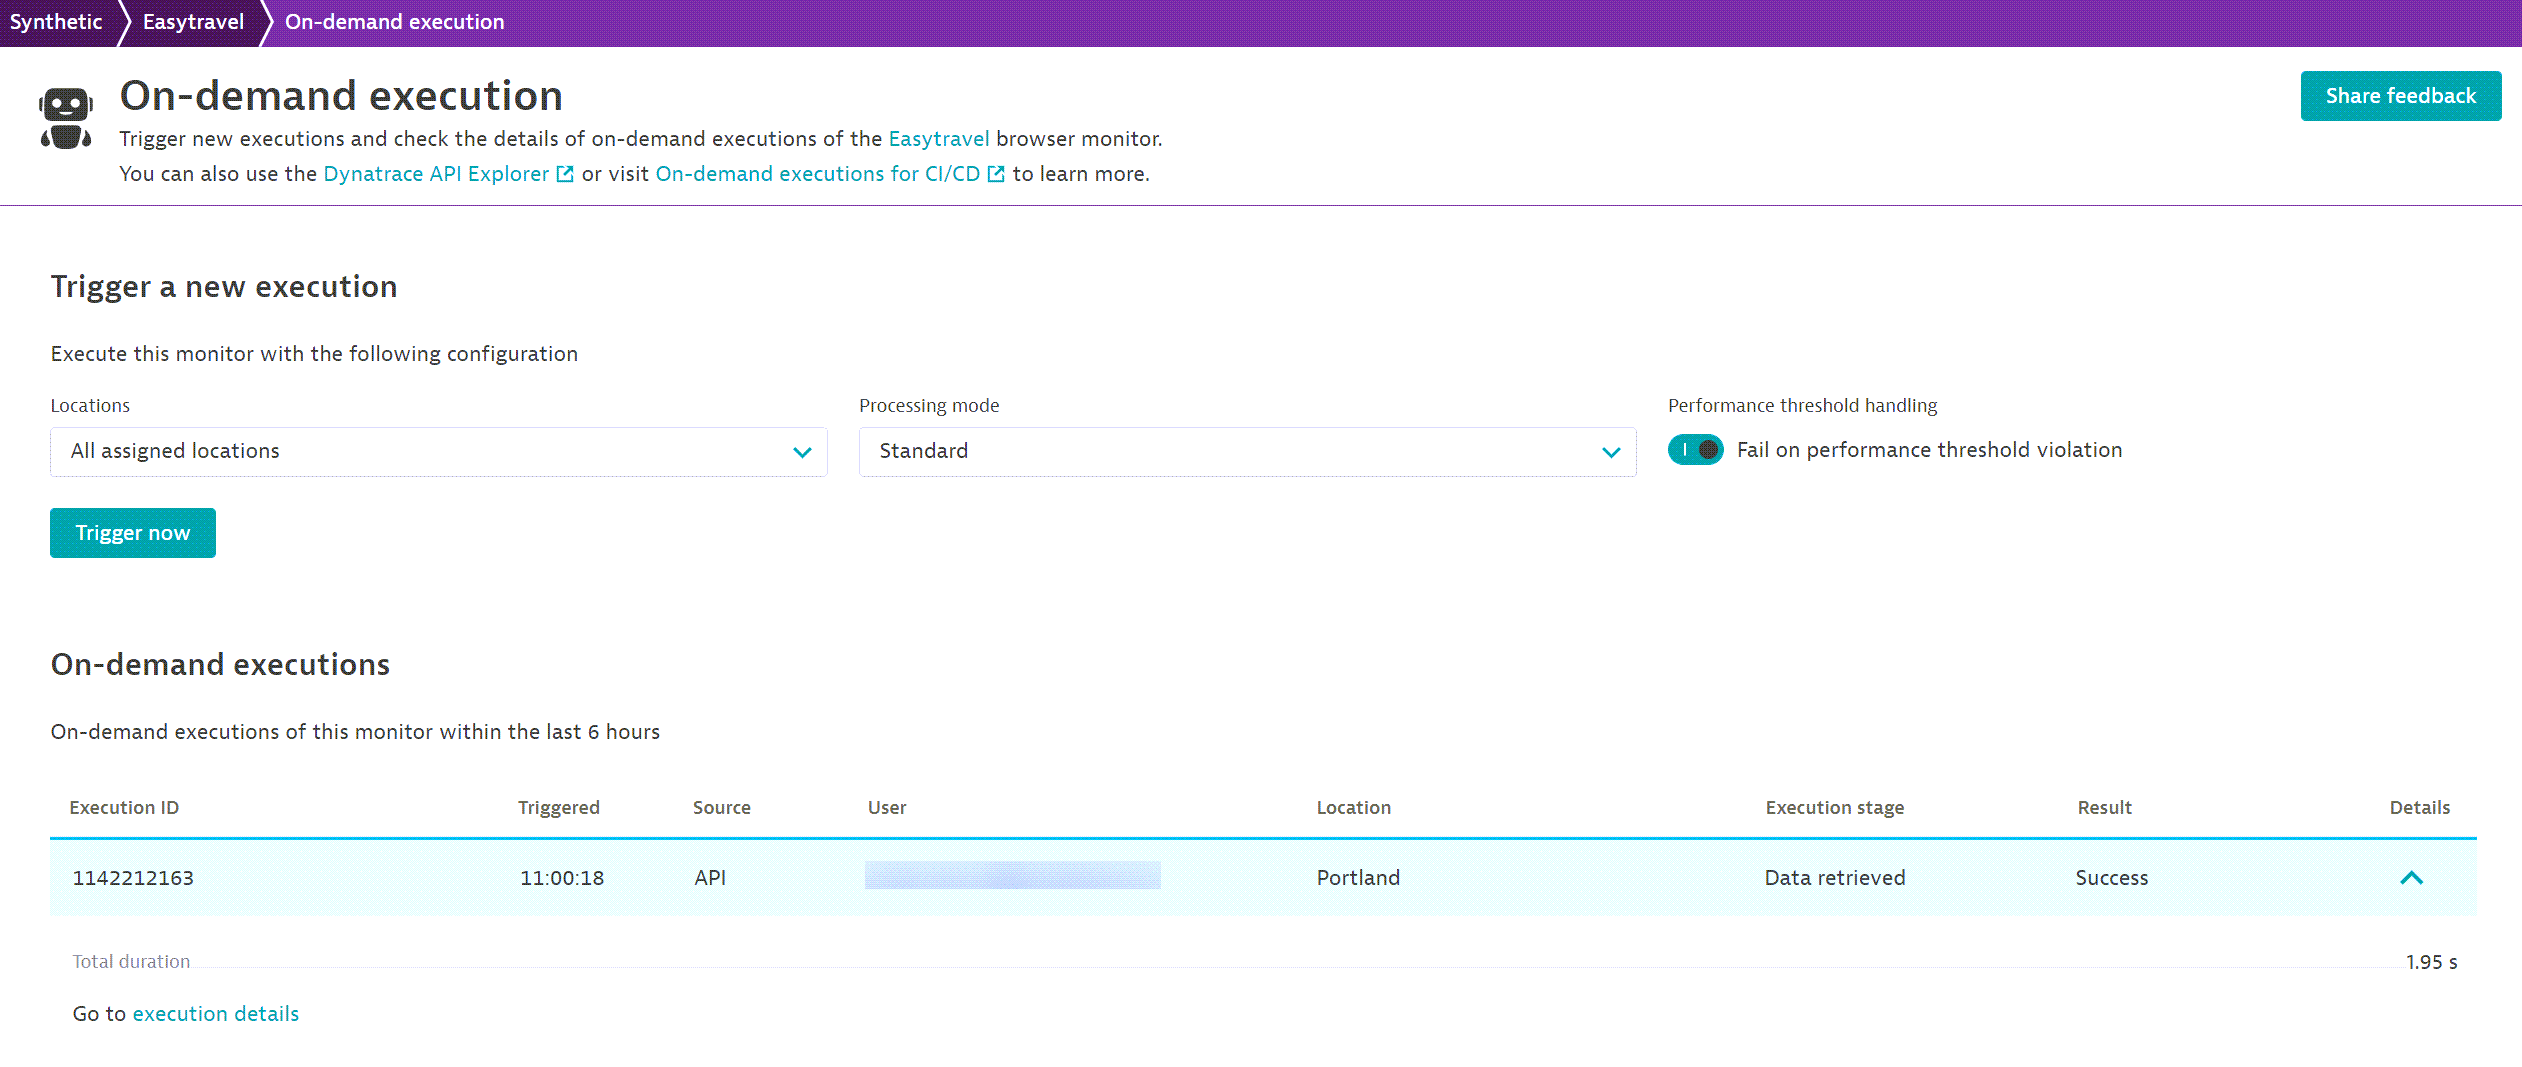 Synthetic Easytravel On-demand execution
On-demand execution
Share feedback
Trigger new executions and check the details of on-demand executions of the Easytravel browser monitor.
You can also use the Dynatrace API Explorer or visit On-demand executions for CI/CD to learn more.
Trigger a new execution
Execute this monitor with the following configuration
Locations Processing mode Performance threshold handling
All assigned locations Standard Fail on performance threshold violation
Trigger now
On-demand executions
On-demand executions of this monitor within the last 6 hours
Execution ID Triggered Source User Location Execution stage Result Details
1142212163 11:00:18 API Portland Data retrieved Success
Total duration 1.95 s
Go to execution details